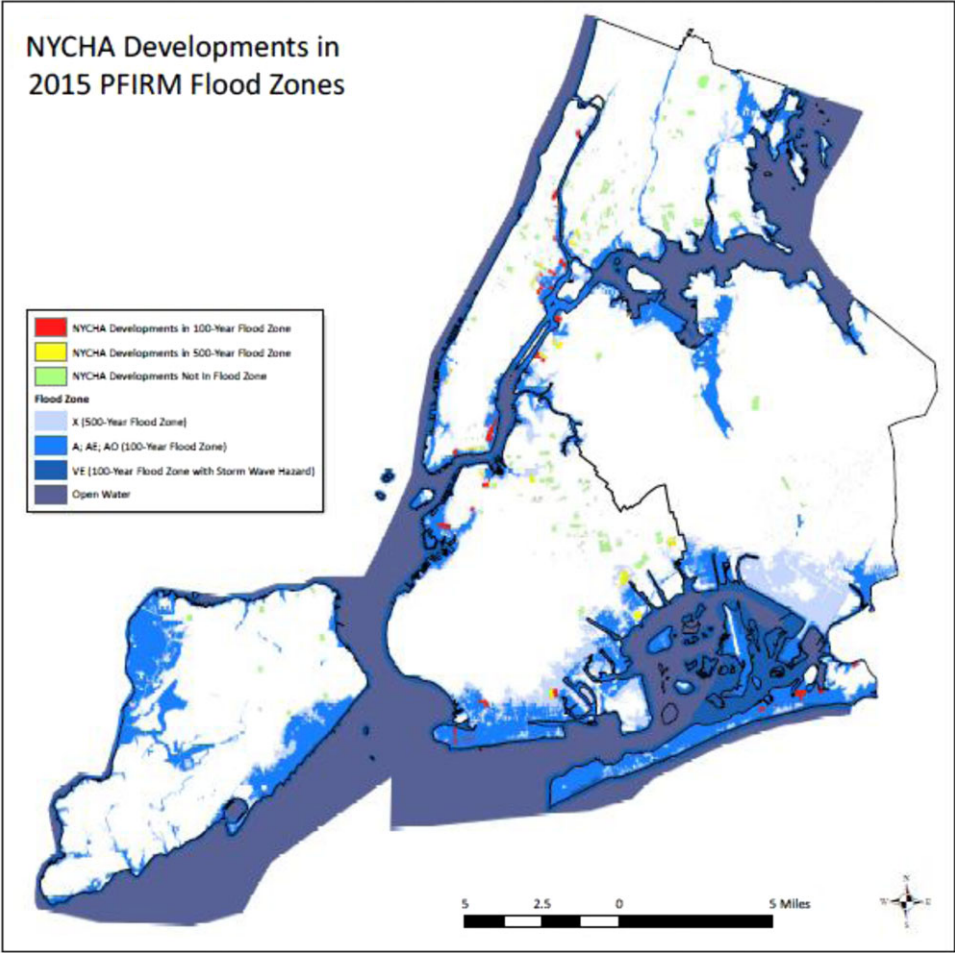 NYCHA Developments in
2015 PFIRM Flood Zones
NYCHA Developments in 100-Year Flood Zone
NYCHA Developments in 500-Year Flood Zone
NYCHA Developments Not In Flood Zone
Flood Zone
X (500-Year Flood Zone)
A; AE; AO (100-Year Flood Zone)
VE (100-Year Flood Zone with Storm Wave Hazard)
Open Water
5 2.5 0 5 Miles
N
W E
S